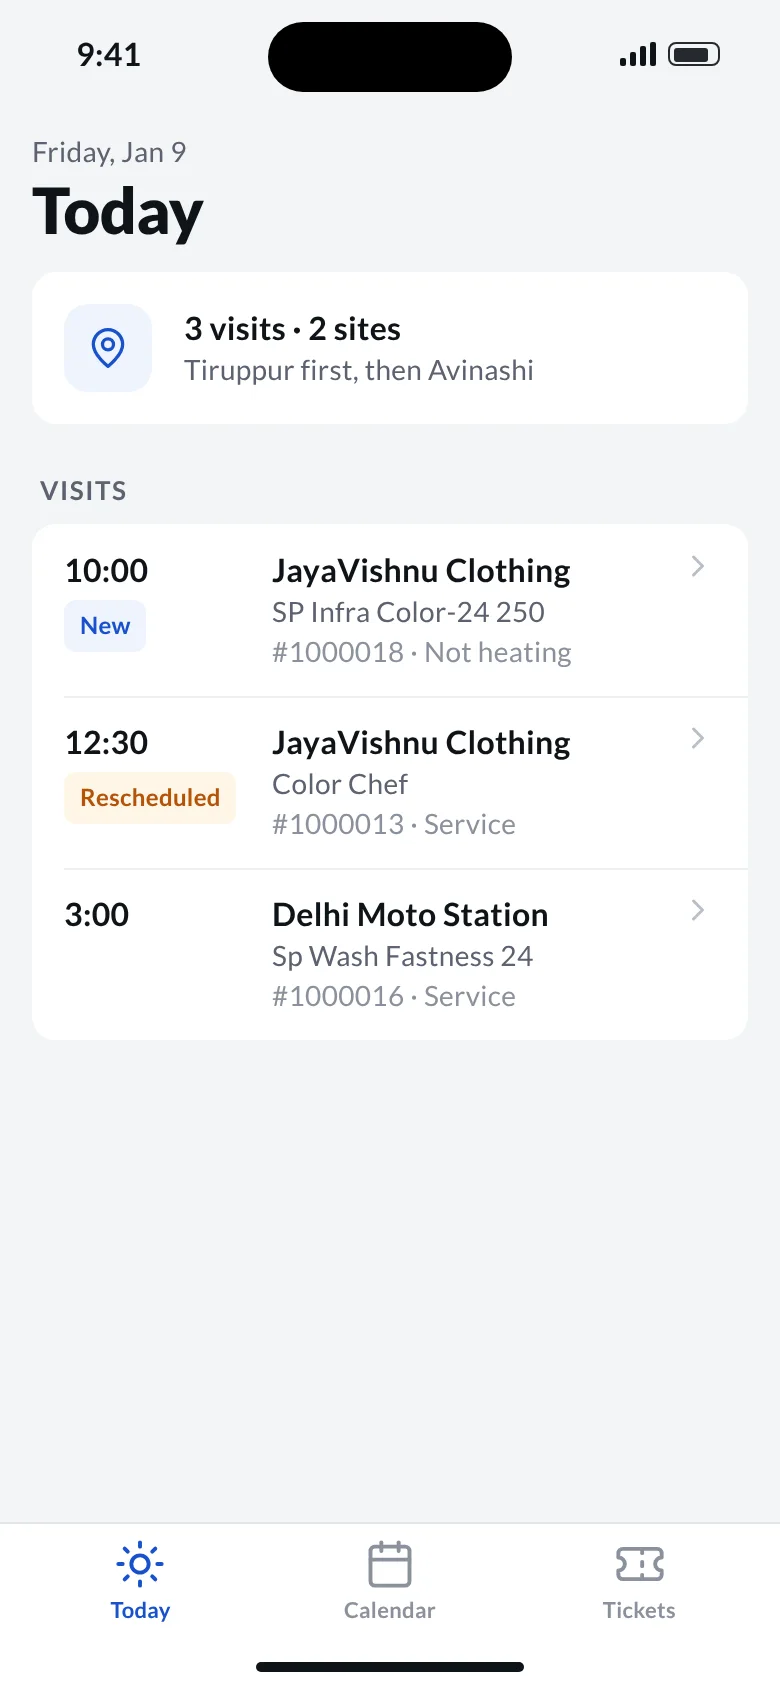 9:41
Friday, Jan 9
Today
3 visits · 2 sites
Tiruppur first, then Avinashi
VISITS
10:00
JayaVishnu Clothing
New
SP Infra Color-24 250
#1000018 · Not heating
12:30
JayaVishnu Clothing
Rescheduled
Color Chef
#1000013 · Service
3:00
Delhi Moto Station
Sp Wash Fastness 24
#1000016 · Service
Today
Calendar
Tickets